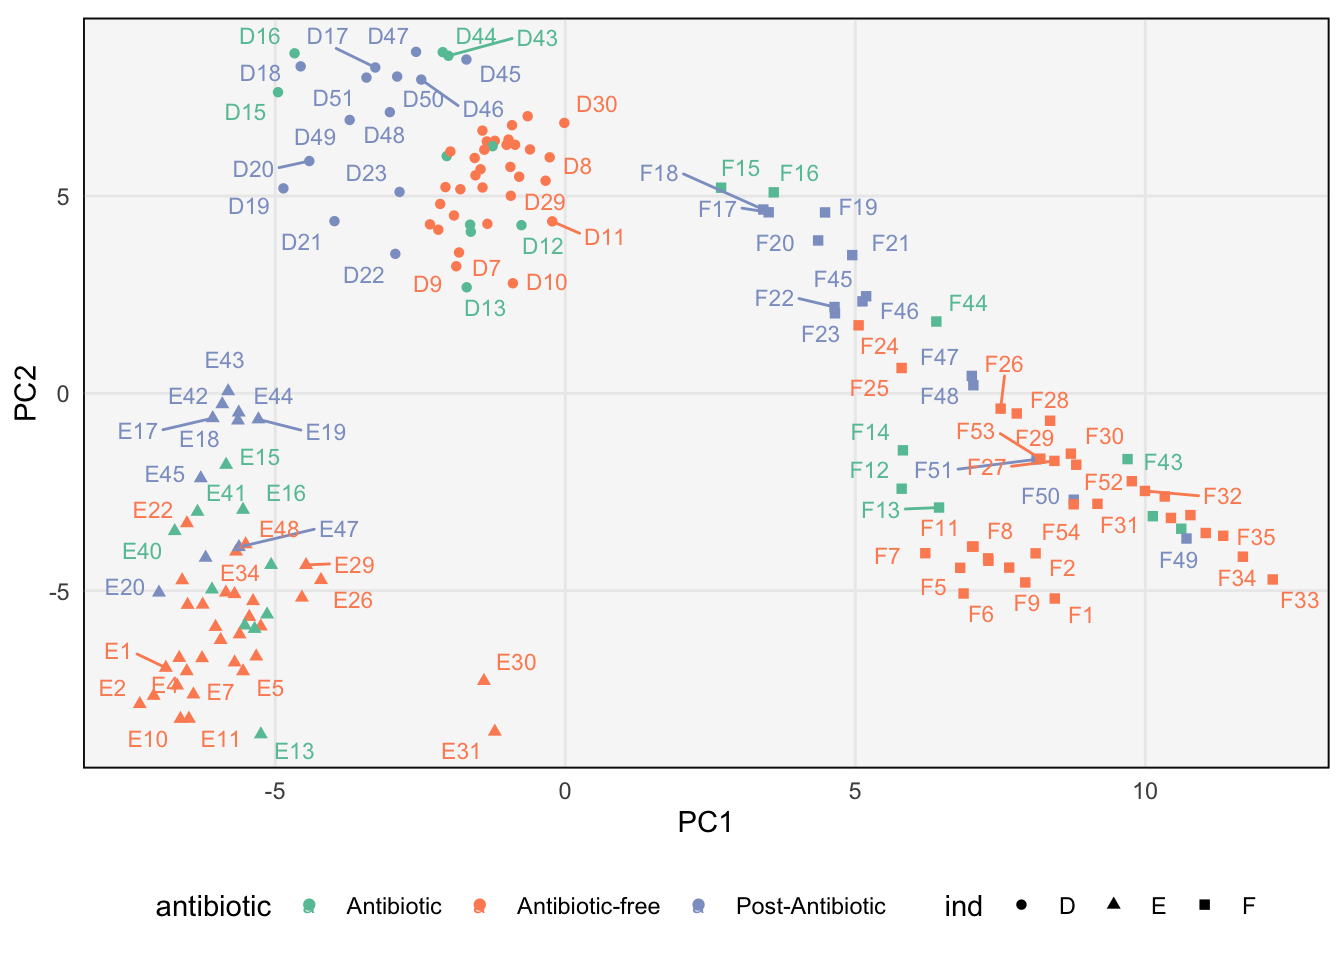 D16
D17
D47
D44
D43
D18
D45
D51
D50
D46
D15
D30
D49
D48
D20
D23
D8
F18
F15
F16
D19
D29
F17
F19
D21
D12
D11
F20
F21
D22
D9
D7
D10
F45
D13
F22
F46
F44
F23
F24
E43
F47
F26
F25
E42
E44
F48
F28
E17
E18
E19
F14
F53
F29
F30
E45
E15
F12
F51
F27
F52
F43
E41
E16
F50
F32
E22
F13
E40
E48
E47
F11
F8
F54
F31
F35
F7
F49
E20
E34
E29
F5
F2
F34
E26
F6
F9
F1
F33
E1
E30
E2
E4
E7
E5
E10
E11
E13
E31
5
0
-5
PC2
-5
0
5
10
PC1
antibiotic
a Antibiotic
a Antibiotic-free
a Post-Antibiotic
ind
D
E
F